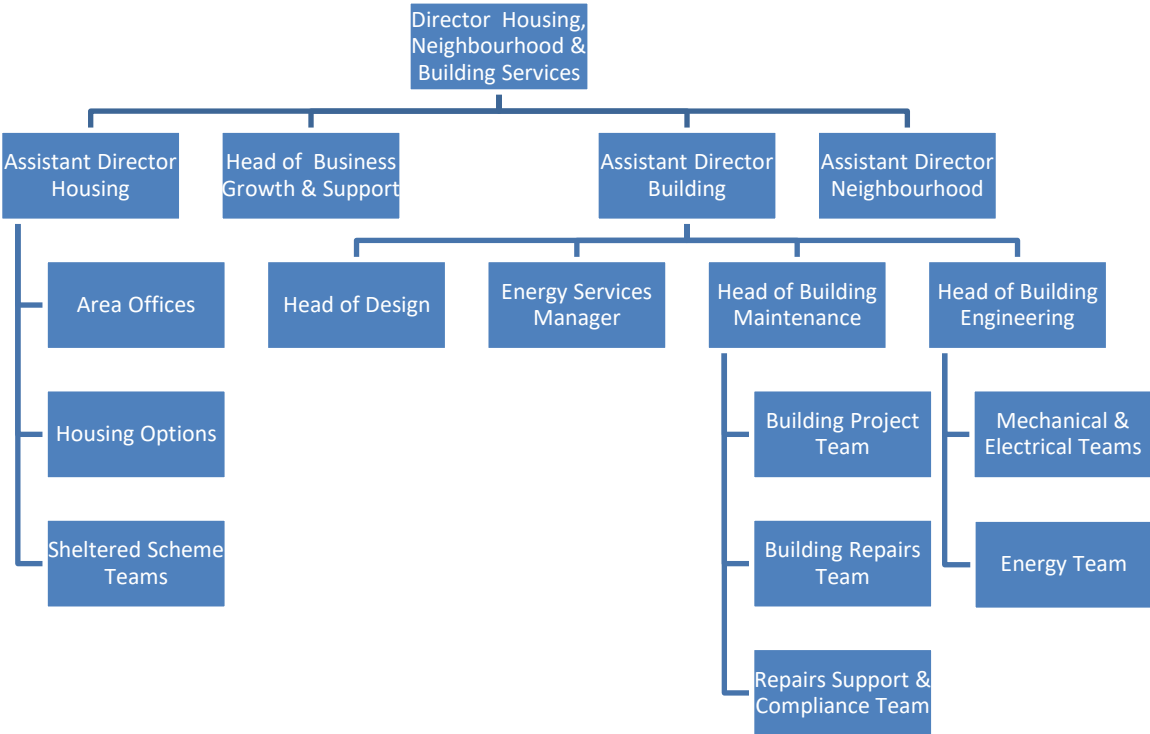 Director Housing,
Neighbourhood &
Building Services
Assistant Director
Housing
Head of Business
Growth & Support
Assistant Director
Building
Assistant Director
Neighbourhood
Area Offices
Head of Design
Energy Services
Manager
Head of Building
Maintenance
Head of Building
Engineering
Housing Options
Building Project
Team
Mechanical &
Electrical Teams
Sheltered Scheme
Teams
Building Repairs
Team
Energy Team
Repairs Support &
Compliance Team